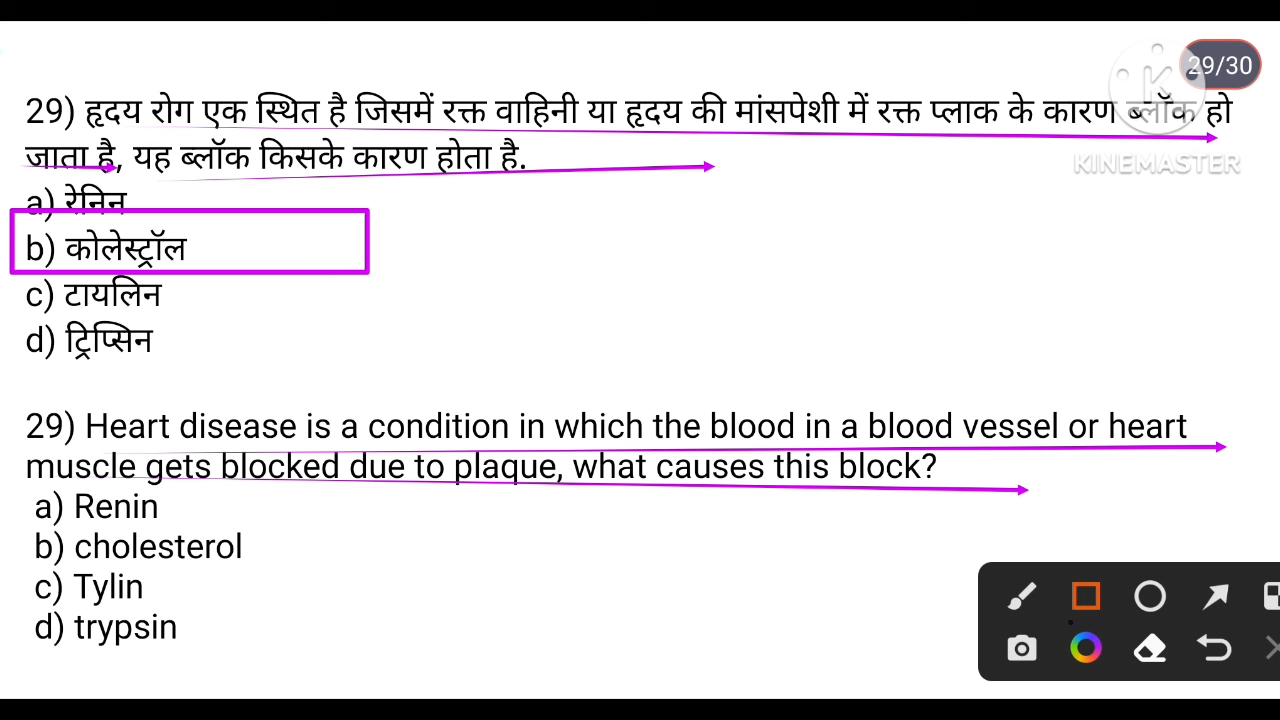 29/30
29) हृदय रोग एक स्थित है जिसमें रक्त वाहिनी या हृदय की मांसपेशी में रक्त प्लाक के कारण ब्लॉक हो
KINEMASTER
जाता है, यह ब्लॉक किसके कारण होता है.
a) रेनिन
b) कोलेस्ट्रॉल
c) टायलिन
d) ट्रिप्सिन
29) Heart disease is a condition in which the blood in a blood vessel or heart
muscle gets blocked due to plaque, what causes this block?
a) Renin
b) cholesterol
c) Tylin
d) trypsin